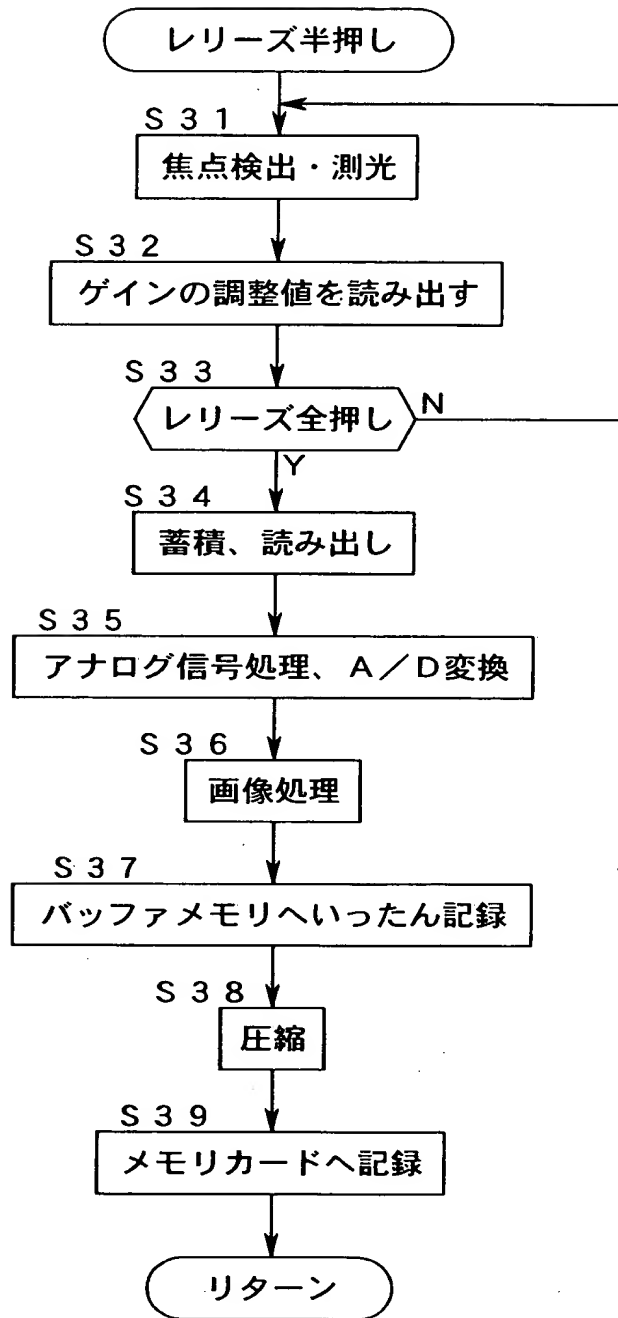 レリーズ半押し
S31
焦点検出・測光
S32
ゲインの調整値を読み出す
S33
レリーズ全押し
N
Y
S34
蓄積、読み出し
S35
アナログ信号処理、A/D変換
S36
画像処理
S37
バッファメモリへいったん記録
S38
圧縮
S39
メモリカードへ記録
リターン